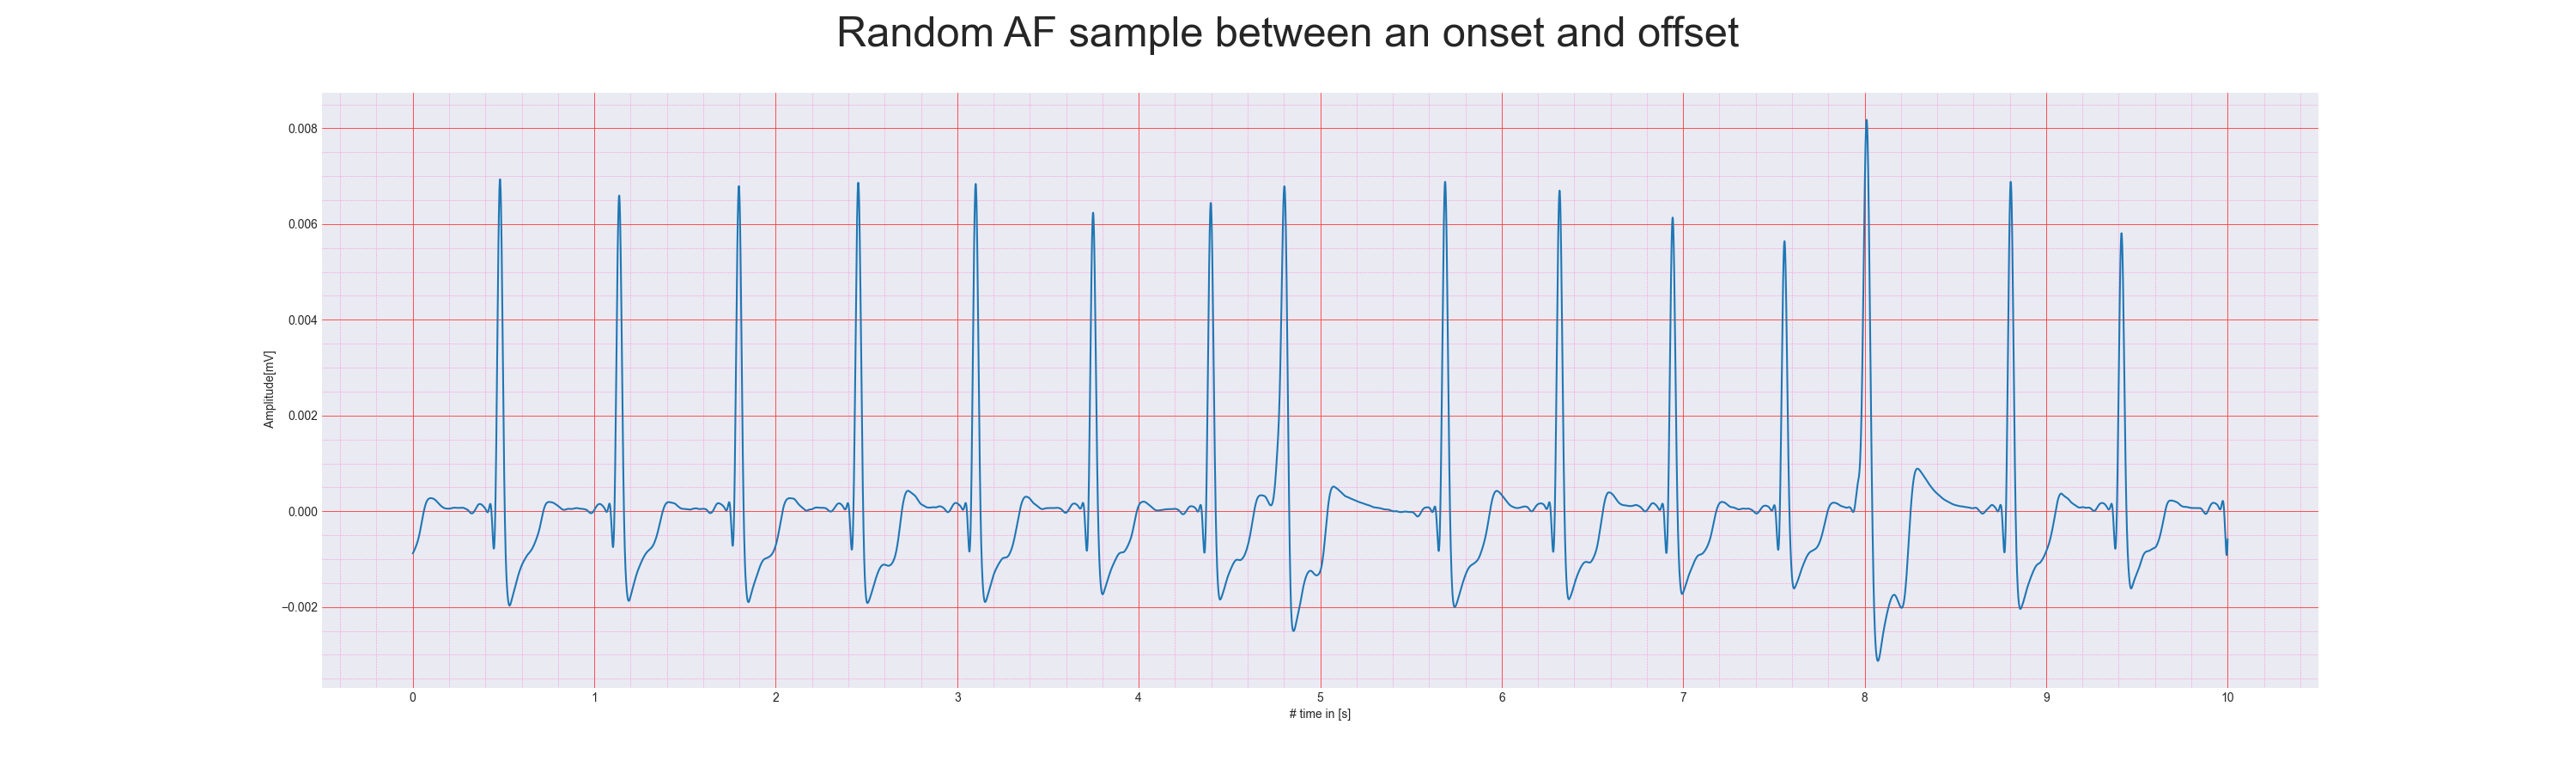 Random AF sample between an onset and offset
0.008
0.006
0.004
0.002
0.000
−0.002
Amplitude[mV]
0 1 2 3 4 5 6 7 8 9 10
# time in [s]